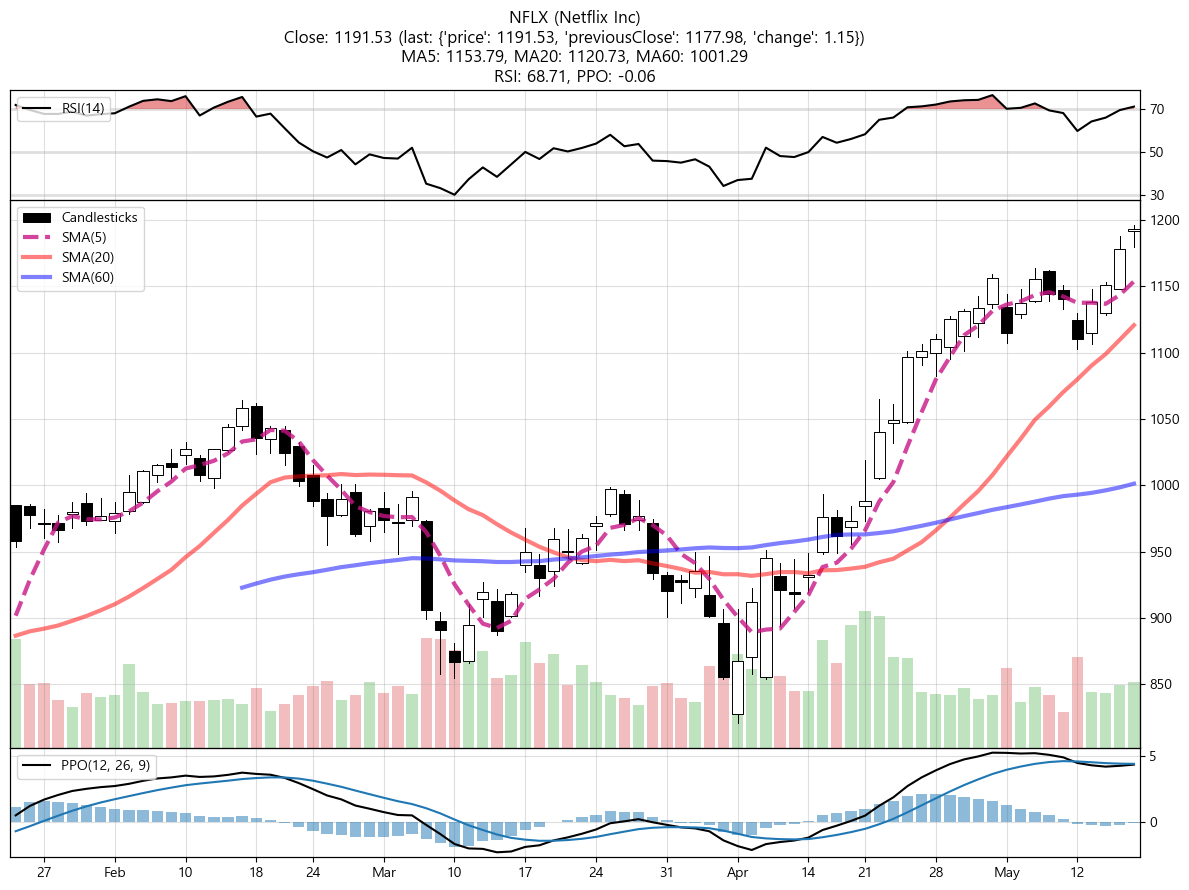 NFLX (Netflix Inc)
Close: 1191.53 (last: {'price': 1191.53, 'previousClose': 1177.98, 'change': 1.15})
MA5: 1153.79, MA20: 1120.73, MA60: 1001.29
RSI: 68.71, PPO: -0.06
RSI(14)
70
50
30
Candlesticks
SMA(5)
SMA(20)
SMA(60)
1200
1150
1100
1050
1000
950
900
850
PPO(12, 26, 9)
5
0
27 Feb 10 18 24 Mar 10 17 24 31 Apr 14 21 28 May 12